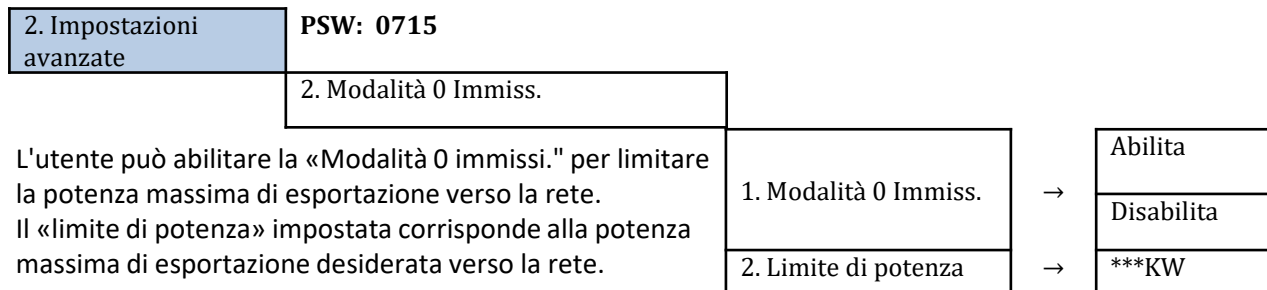 2. Impostazioni
avanzate
PSW: 0715
2. Modalità 0 Immiss.
L'utente può abilitare la «Modalità 0 immissi." per limitare
la potenza massima di esportazione verso la rete.
Il «limite di potenza» impostata corrisponde alla potenza
massima di esportazione desiderata verso la rete.
1. Modalità 0 Immiss.
→
Abilita
Disabilita
2. Limite di potenza
→
***KW